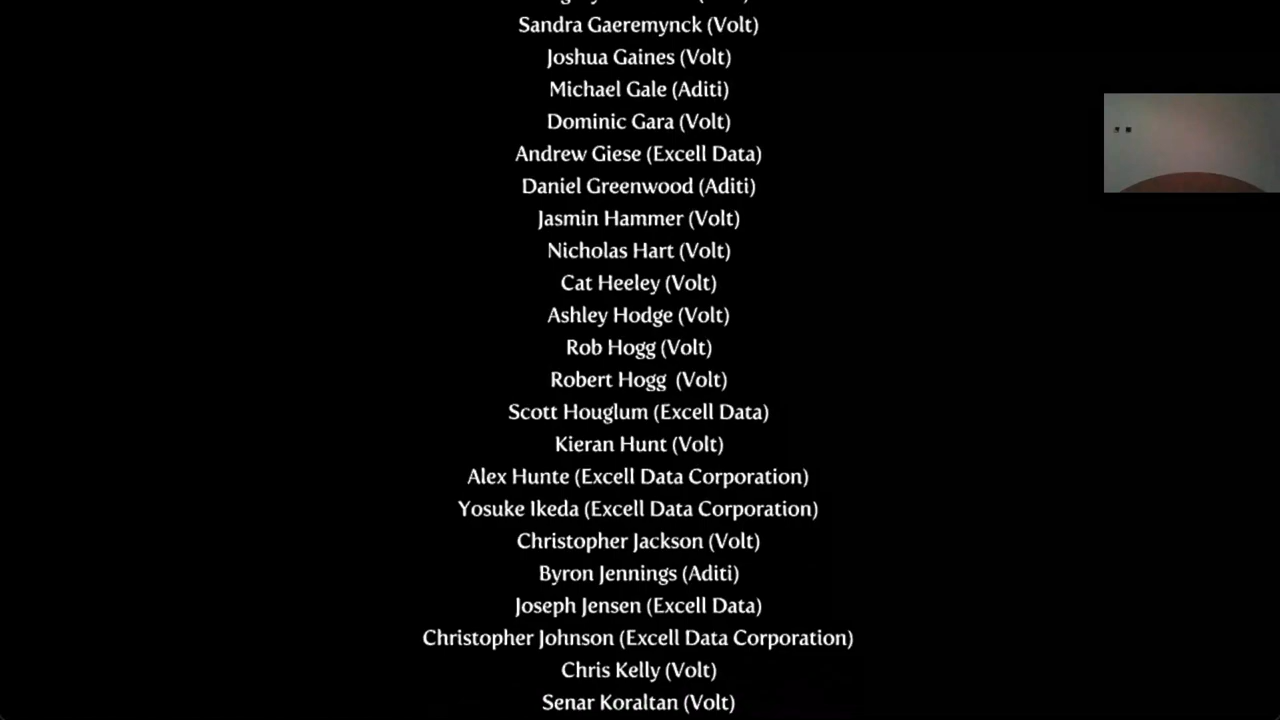 Sandra Gaeremynck (Volt)
Joshua Gaines (Volt)
Michael Gale (Aditi)
Dominic Gara (Volt)
Andrew Giese (Excell Data)
Daniel Greenwood (Aditi)
Jasmin Hammer (Volt)
Nicholas Hart (Volt)
Cat Heeley (Volt)
Ashley Hodge (Volt)
Rob Hogg (Volt)
Robert Hogg  (Volt)
Scott Houglum (Excell Data)
Kieran Hunt (Volt)
Alex Hunte (Excell Data Corporation)
Yosuke Ikeda (Excell Data Corporation)
Christopher Jackson (Volt)
Byron Jennings (Aditi)
Joseph Jensen (Excell Data)
Christopher Johnson (Excell Data Corporation)
Chris Kelly (Volt)
Senar Koraltan (Volt)